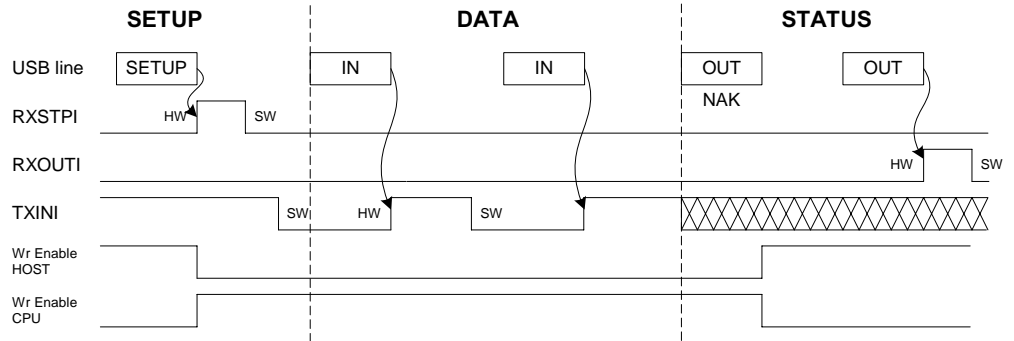 SETUP DATA STATUS
USB line SETUP IN IN OUT OUT
NAK
RXSTPI HW SW
RXOUTI HW SW
TXINI SW HW SW
Wr Enable
HOST
Wr Enable
CPU